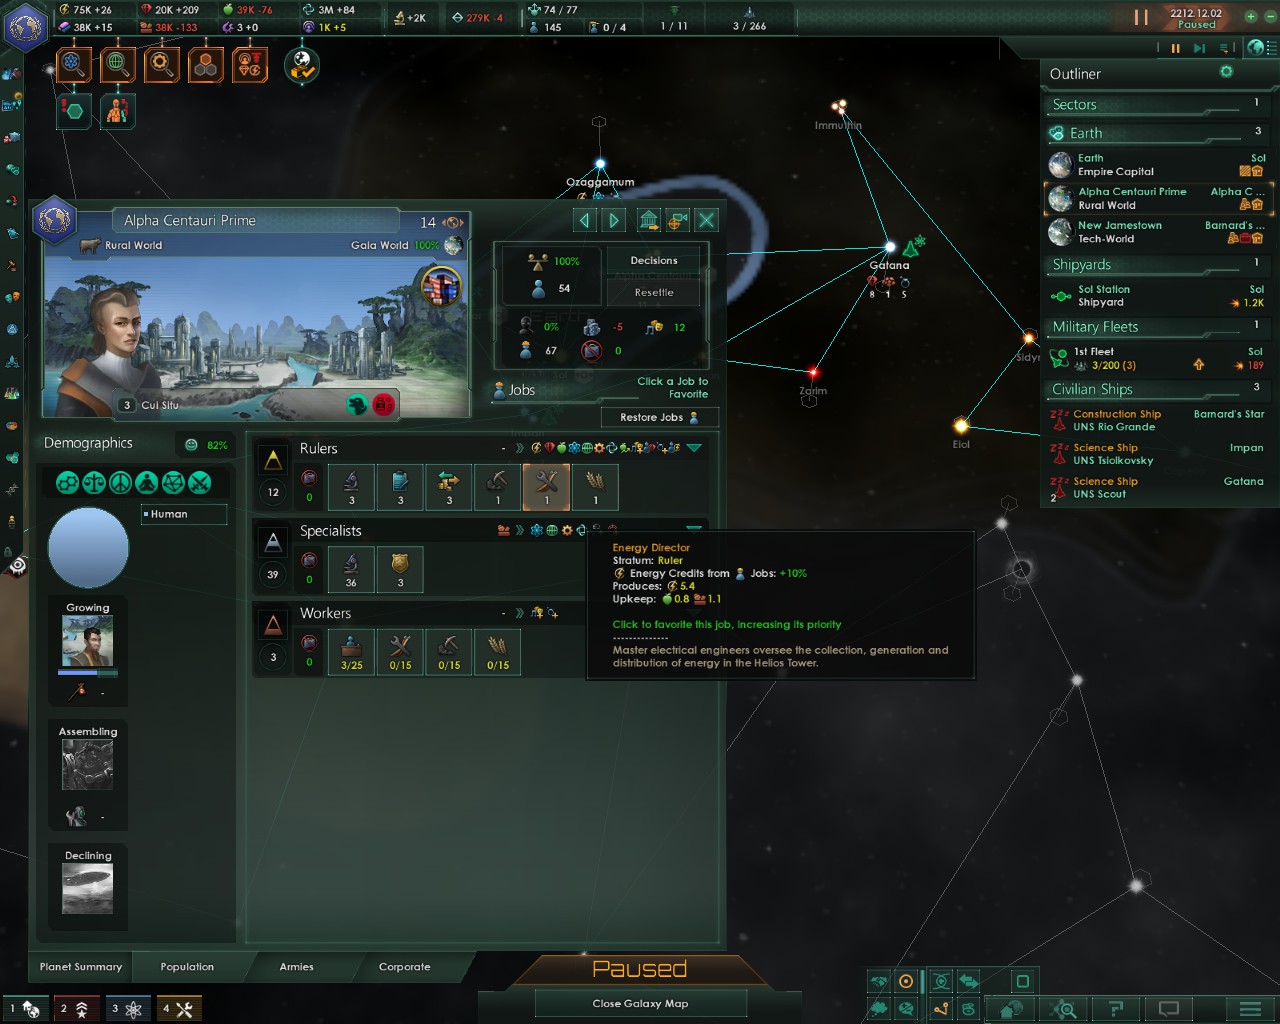 75K +26
20K +209
39K -76
3M +84
38K +15
38K -133
3 +0
1K +5
+2K
279K -4
74 / 77
145
0 / 4
1 / 11
3 / 266
2212.12.02
Paused
Outliner
Sectors 1
Earth 3
Earth Sol
Empire Capital
Alpha Centauri Prime Alpha C ...
Rural World
New Jamestown Barnard's ...
Tech-World
Shipyards 1
Sol Station Sol
Shipyard 1.2K
Military Fleets 1
1st Fleet Sol
3/200 (3) 189
Civilian Ships 3
Construction Ship Barnard's Star
UNS Rio Grande
Science Ship Impan
UNS Tsiolkovsky
Science Ship Gatana
UNS Scout
2
Immuthin
Ozaggamum
Gatana
8 1 5
Zarim
Elol
Alpha Centauri Prime 14
Rural World Gaia World 100%
3 Cui Situ
100%
54
Decisions
Resettle
0% -5 12
67 0
Jobs
Click a Job to
Favorite
Restore Jobs
Demographics 82%
Human
Growing
-
Assembling
-
Declining
Rulers -
12 0 3 3 3 1 1 1
Specialists
39 0 36 3
Workers -
3 0 3/25 0/15 0/15 0/15
Energy Director
Stratum: Ruler
Energy Credits from Jobs: +10%
Produces: 5.4
Upkeep: 0.8 1.1
Click to favorite this job, increasing its priority
--------------
Master electrical engineers oversee the collection, generation and
distribution of energy in the Helios Tower.
Planet Summary Population Armies Corporate
Paused
Close Galaxy Map
1 2 3 4